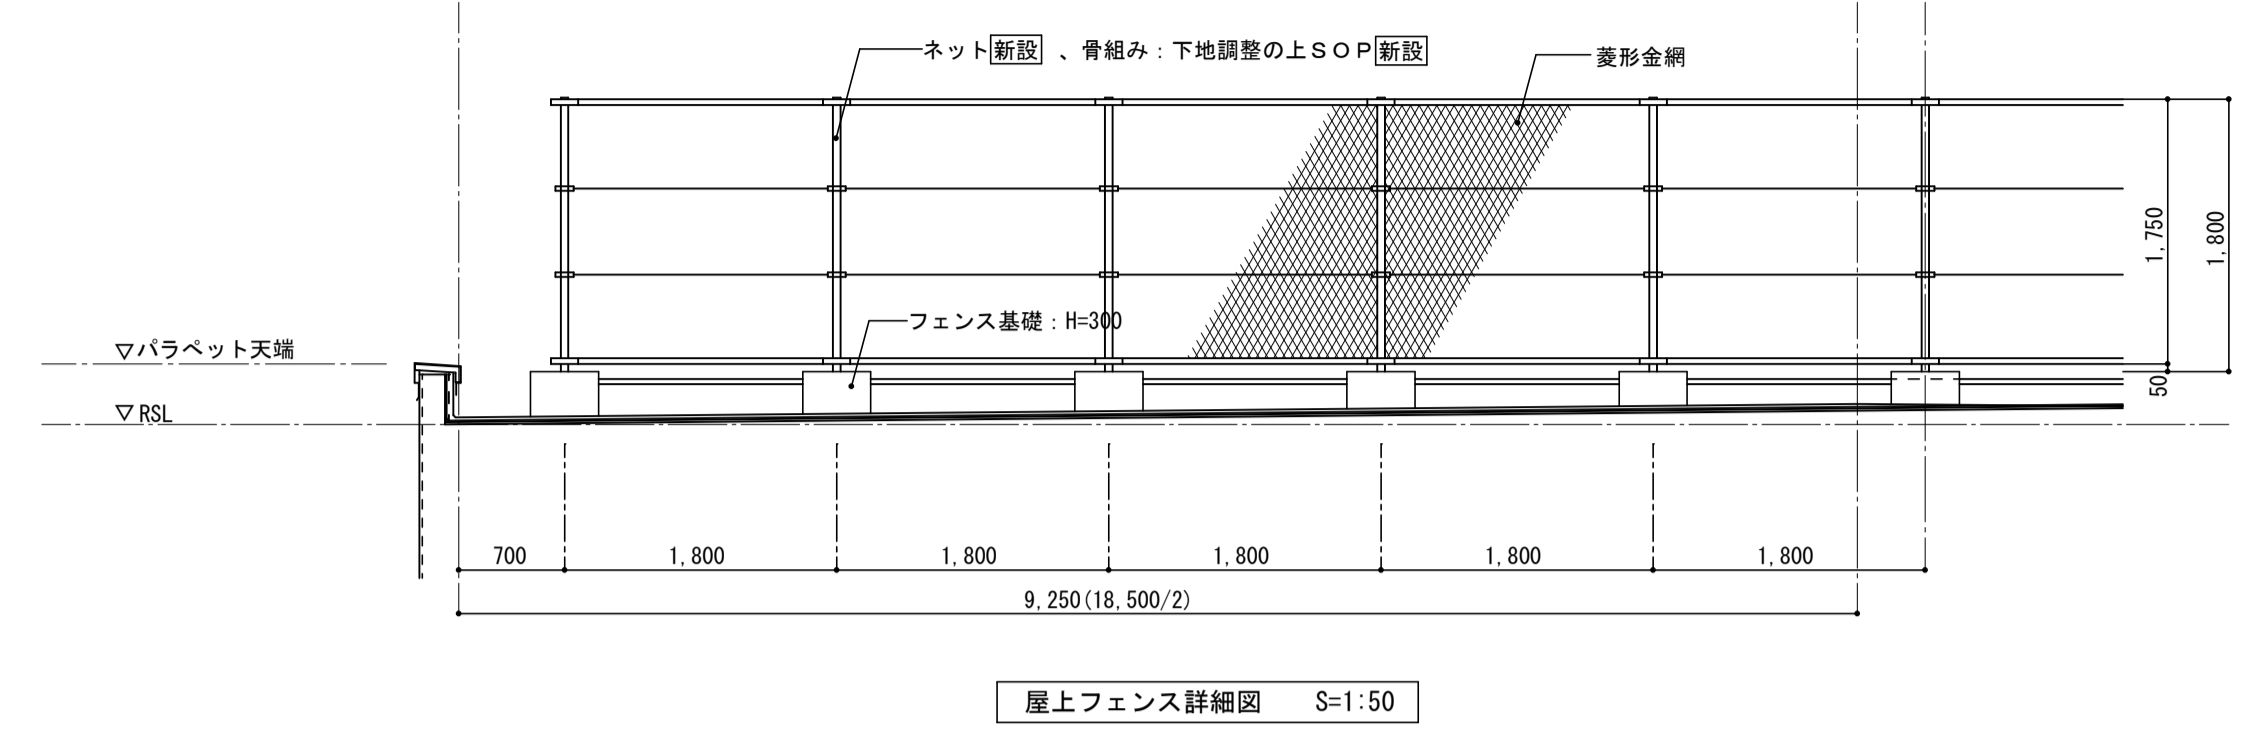 ネット新設 、骨組み：下地調整の上ＳＯＰ新設
菱形金網
フェンス基礎：H=300
▽パラペット天端
▽RSL
1,750
1,800
50
700
1,800
1,800
1,800
1,800
1,800
9,250(18,500/2)
屋上フェンス詳細図 S=1:50